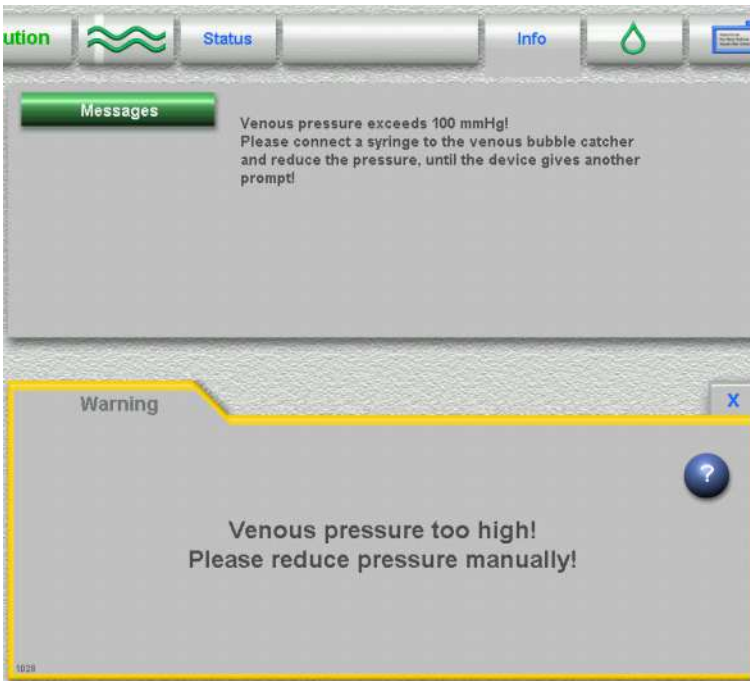 ution
Status
Info
Messages
Venous pressure exceeds 100 mmHg!
Please connect a syringe to the venous bubble catcher
and reduce the pressure, until the device gives another
prompt!
Warning
X
?
Venous pressure too high!
Please reduce pressure manually!
1028